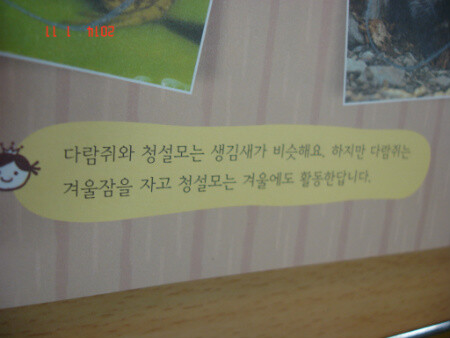 다람쥐와 청설모는 생김새가 비슷해요. 하지만 다람쥐는
겨울잠을 자고 청설모는 겨울에도 활동한답니다.